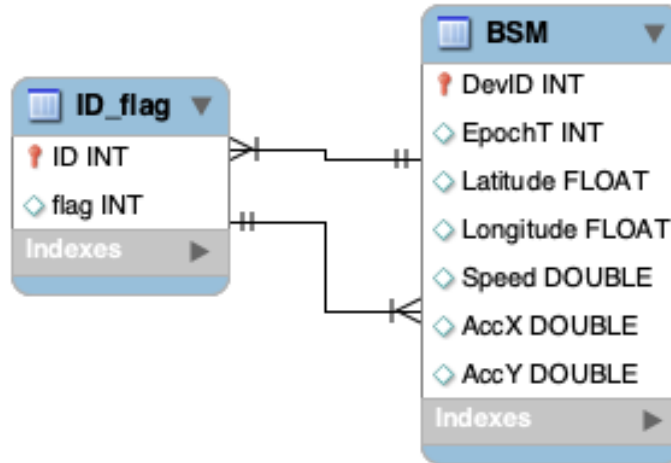 ID_flag
ID INT
flag INT
Indexes
BSM
DevID INT
EpochT INT
Latitude FLOAT
Longitude FLOAT
Speed DOUBLE
AccX DOUBLE
AccY DOUBLE
Indexes